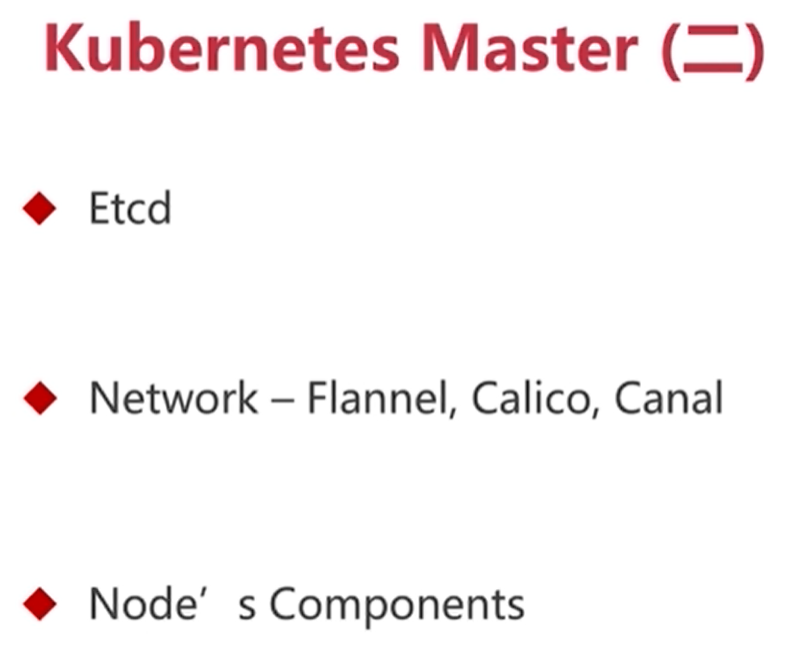 Kubernetes Master (二)
Etcd
Network – Flannel, Calico, Canal
Node’s Components